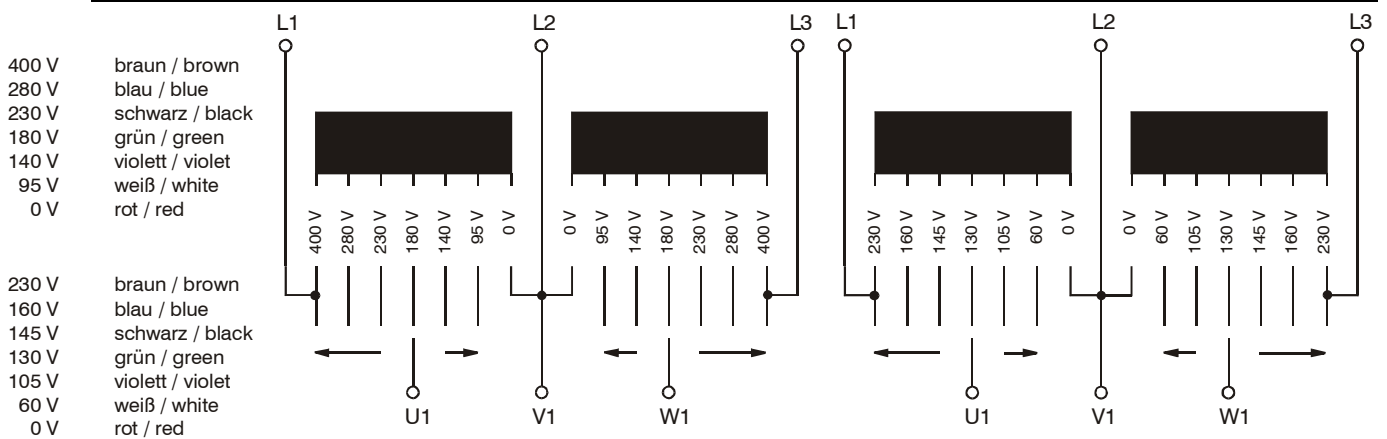 L1 L2 L3 L1 L2 L3
400 V braun / brown
280 V blau / blue
230 V schwarz / black
180 V grün / green
140 V violett / violet
95 V weiß / white
0 V rot / red
400 V 280 V 230 V 180 V 140 V 95 V 0 V 0 V 95 V 140 V 180 V 230 V 280 V 400 V 230 V 160 V 145 V 130 V 105 V 60 V 0 V 0 V 60 V 105 V 130 V 145 V 160 V 230 V
230 V braun / brown
160 V blau / blue
145 V schwarz / black
130 V grün / green
105 V violett / violet
60 V weiß / white
0 V rot / red
U1 V1 W1 U1 V1 W1